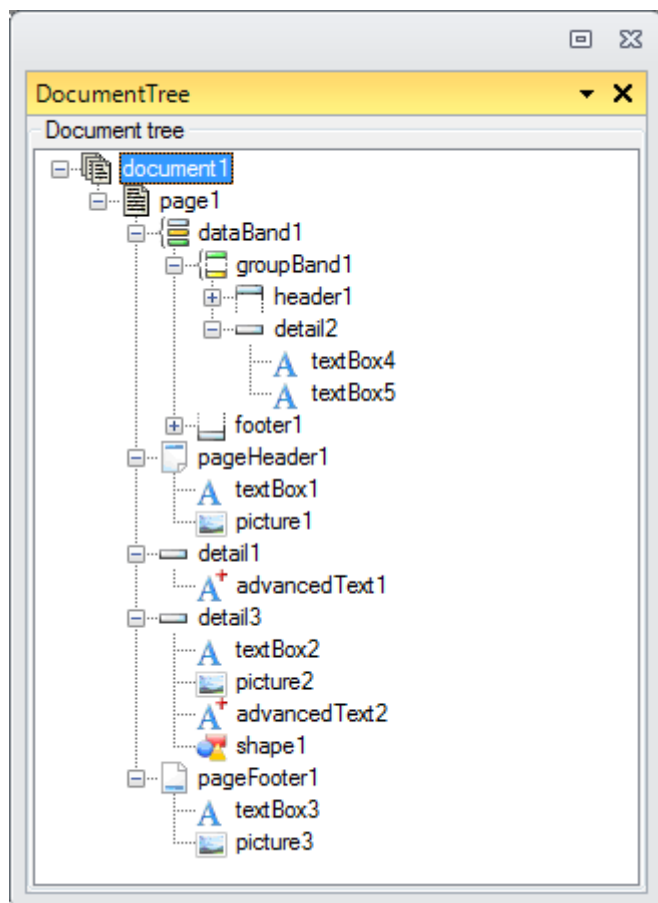 DocumentTree
Document tree
document1
page1
dataBand1
groupBand1
header1
detail2
textBox4
textBox5
footer1
pageHeader1
textBox1
picture1
detail1
advancedText1
detail3
textBox2
picture2
advancedText2
shape1
pageFooter1
textBox3
picture3